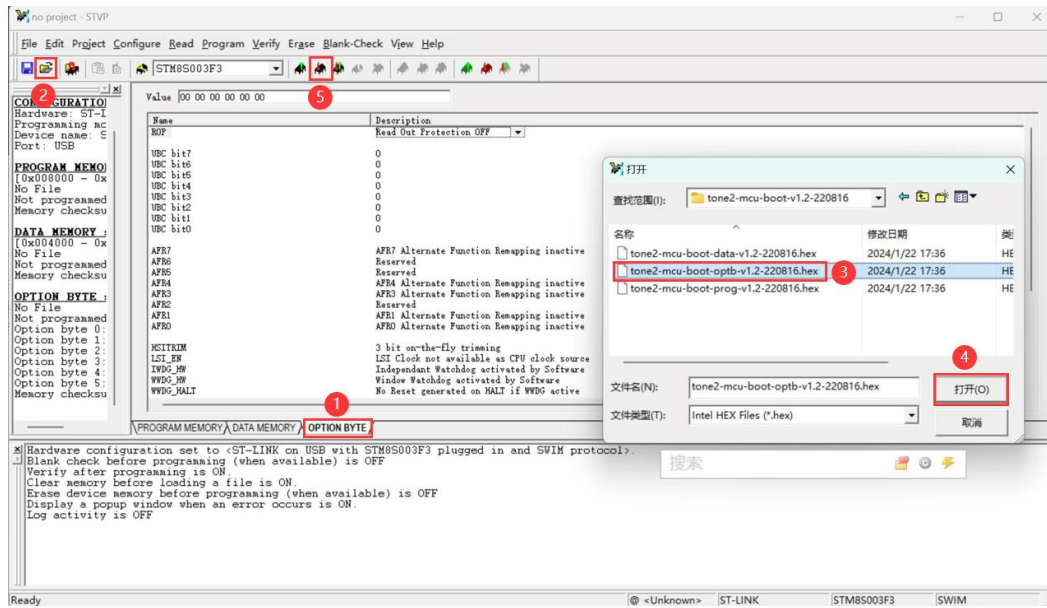 no project - STVP
File Edit Project Configure Read Program Verify Erase Blank-Check View Help
STM8S003F3
2
5
CONFIGURATIO
Hardware: ST-L
Programming mc
Device name: S
Port: USB
PROGRAM MEMO
[0x008000 - 0x
No File
Not programmed
Memory checksu
DATA MEMORY :
[0x004000 - 0x
No File
Not programmed
Memory checksu
OPTION BYTE :
No File
Not programmed
Option byte 0:
Option byte 1:
Option byte 2:
Option byte 3:
Option byte 4:
Option byte 5:
Memory checksu
Value 00 00 00 00 00 00
Name Description
ROP Read Out Protection OFF
UBC bit7 0
UBC bit6 0
UBC bit5 0
UBC bit4 0
UBC bit3 0
UBC bit2 0
UBC bit1 0
UBC bit0 0
AFR7 AFR7 Alternate Function Remapping inactive
AFR6 Reserved
AFR5 Reserved
AFR4 AFR4 Alternate Function Remapping inactive
AFR3 AFR3 Alternate Function Remapping inactive
AFR2 Reserved
AFR1 AFR1 Alternate Function Remapping inactive
AFR0 AFR0 Alternate Function Remapping inactive
HSITRIM 3 bit on-the-fly trimming
LSI_EN LSI Clock not available as CPU clock source
IWDG_HW Independant Watchdog activated by Software
WWDG_HW Window Watchdog activated by Software
WWDG_HALT No Reset generated on HALT if WWDG active
1
PROGRAM MEMORY DATA MEMORY OPTION BYTE
打开
查找范围(I): tone2-mcu-boot-v1.2-220816
名称 修改日期 类
tone2-mcu-boot-data-v1.2-220816.hex 2024/1/22 17:36 HE
tone2-mcu-boot-optb-v1.2-220816.hex 3 2024/1/22 17:36 HE
tone2-mcu-boot-prog-v1.2-220816.hex 2024/1/22 17:36 HE
4
文件名(N): tone2-mcu-boot-optb-v1.2-220816.hex 打开(O)
文件类型(T): Intel HEX Files (*.hex) 取消
Hardware configuration set to <ST-LINK on USB with STM8S003F3 plugged in and SWIM protocol>.
Blank check before programming (when available) is OFF
Verify after programming is ON.
Clear memory before loading a file is ON.
Erase device memory before programming (when available) is OFF
Display a popup window when an error occurs is ON.
Log activity is OFF
搜索
Ready @ <Unknown> ST-LINK STM8S003F3 SWIM